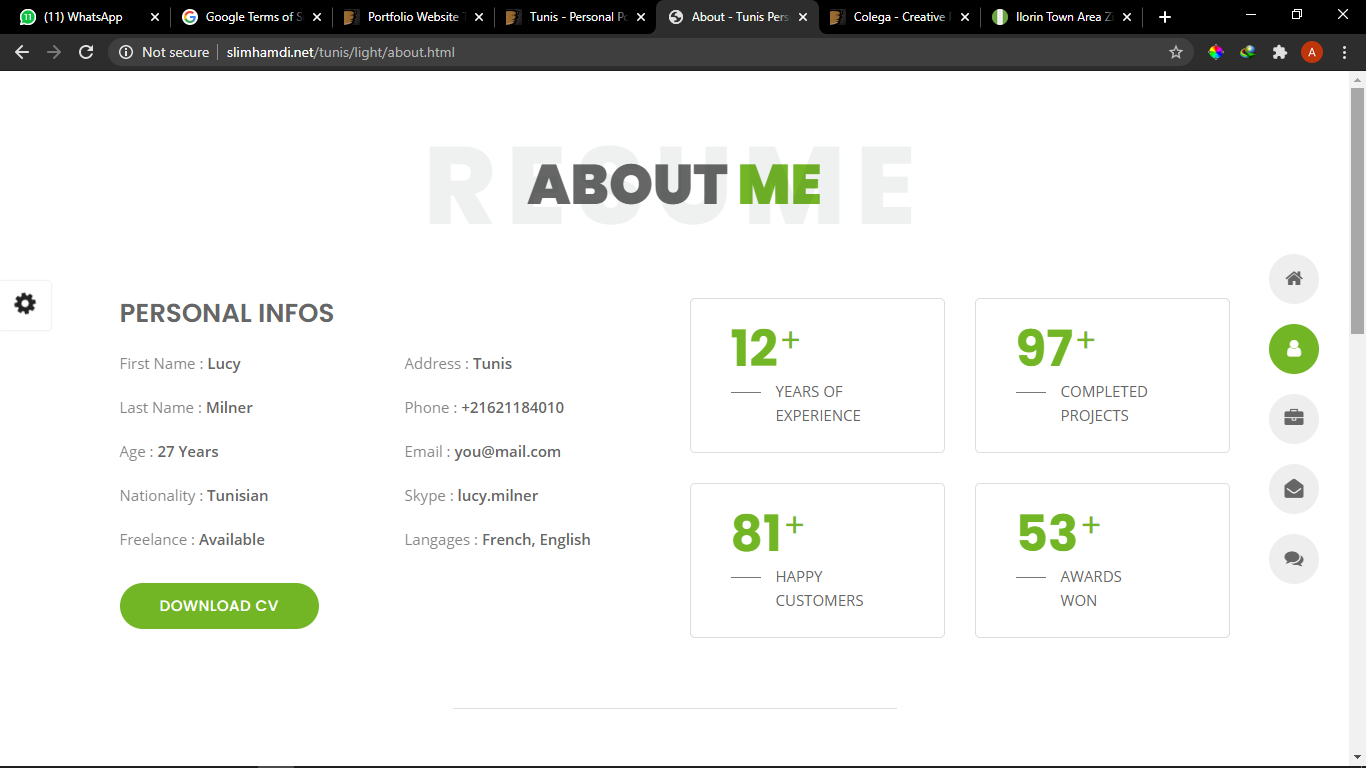 (11) WhatsApp
Google Terms of S
Portfolio Website T
Tunis - Personal Po
About - Tunis Pers
Colega - Creative
Ilorin Town Area Z
Not secure
slimhamdi.net/tunis/light/about.html
A
RESUME
ABOUT ME
PERSONAL INFOS
First Name : Lucy
Address : Tunis
Last Name : Milner
Phone : +21621184010
Age : 27 Years
Email : you@mail.com
Nationality : Tunisian
Skype : lucy.milner
Freelance : Available
Langages : French, English
DOWNLOAD CV
12+
YEARS OF
EXPERIENCE
97+
COMPLETED
PROJECTS
81+
HAPPY
CUSTOMERS
53+
AWARDS
WON